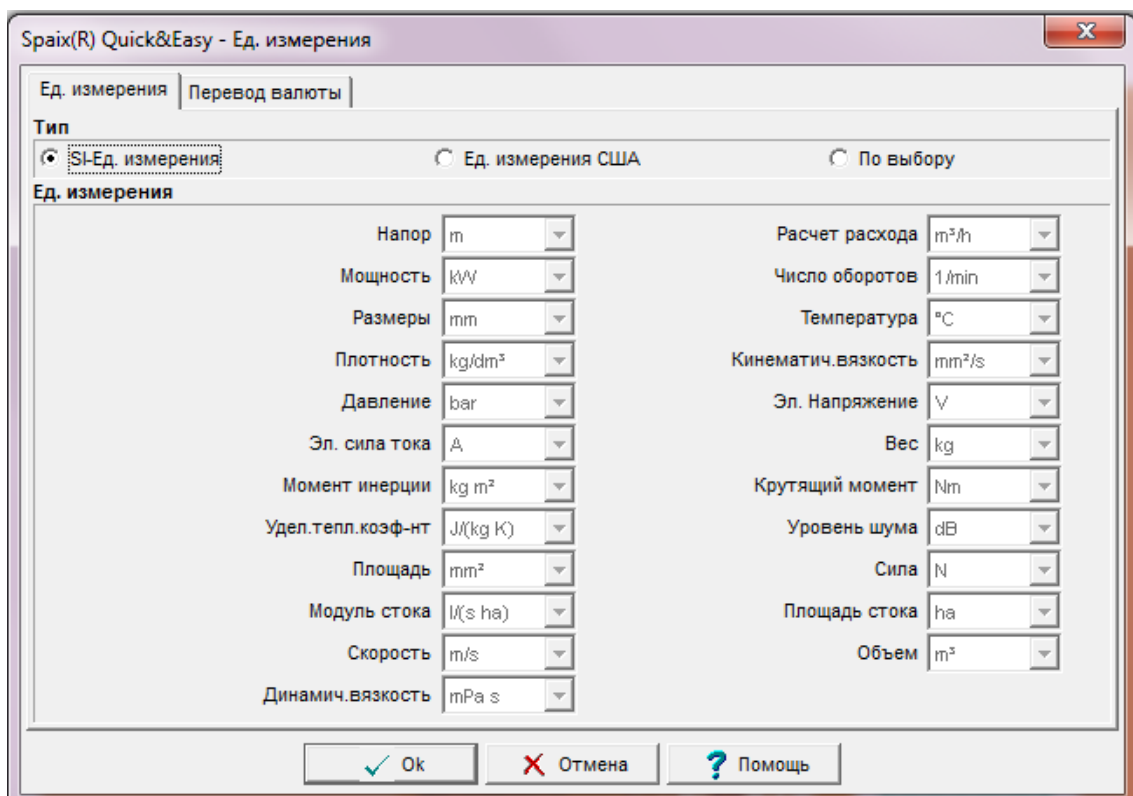 Spaix(R) Quick&Easy - Ед. измерения
Ед. измерения Перевод валюты
Тип
SI-Ед. измерения Ед. измерения США По выбору
Ед. измерения
Напор m Расчет расхода m³/h
Мощность kW Число оборотов 1/min
Размеры mm Температура °C
Плотность kg/dm³ Кинематич.вязкость mm²/s
Давление bar Эл. Напряжение V
Эл. сила тока A Вес kg
Момент инерции kg m² Крутящий момент Nm
Удел.тепл.коэф-нт J/(kg K) Уровень шума dB
Площадь mm² Сила N
Модуль стока l/(s ha) Площадь стока ha
Скорость m/s Объем m³
Динамич.вязкость mPa s
Ok Отмена Помощь